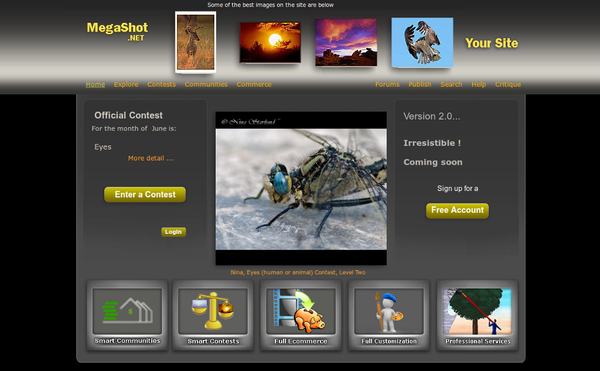 Some of the best images on the site are below
MegaShot
.NET
Your Site
Home Explore Contests Communities Commerce Forums Publish Search Help Critique
Official Contest
For the month of June is:
Eyes
More detail ...
Enter a Contest
Login
© Nina Starband
Nina, Eyes (human or animal) Contest, Level Two
Version 2.0...
Irresistible !
Coming soon
Sign up for a
Free Account
Smart Communities
Smart Contests
Full Ecommerce
Full Customization
Professional Services